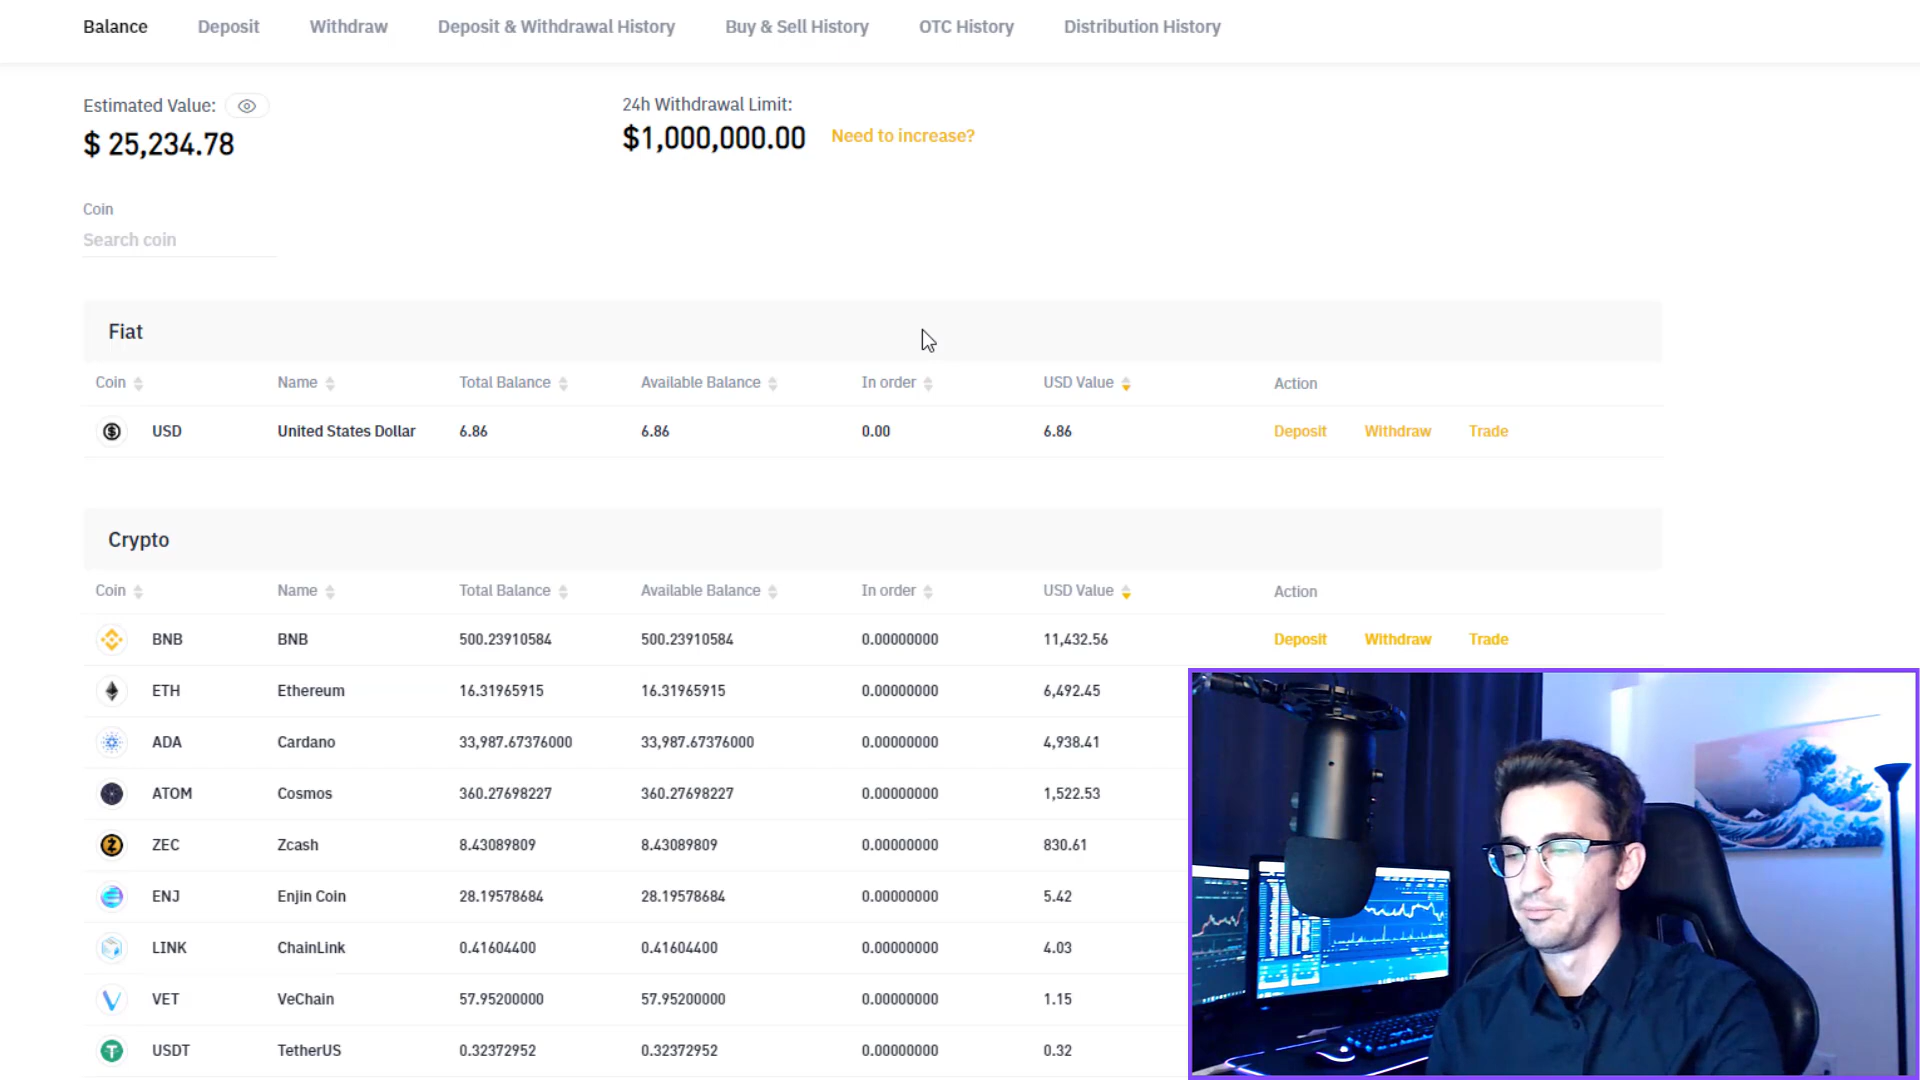 Balance Deposit Withdraw Deposit & Withdrawal History Buy & Sell History OTC History Distribution History
Estimated Value: 24h Withdrawal Limit:
$ 25,234.78 $1,000,000.00 Need to increase?
Coin
Search coin
Fiat
Coin Name Total Balance Available Balance In order USD Value Action
USD United States Dollar 6.86 6.86 0.00 6.86 Deposit Withdraw Trade
Crypto
Coin Name Total Balance Available Balance In order USD Value Action
BNB BNB 500.23910584 500.23910584 0.00000000 11,432.56 Deposit Withdraw Trade
ETH Ethereum 16.31965915 16.31965915 0.00000000 6,492.45
ADA Cardano 33,987.67376000 33,987.67376000 0.00000000 4,938.41
ATOM Cosmos 360.27698227 360.27698227 0.00000000 1,522.53
ZEC Zcash 8.43089809 8.43089809 0.00000000 830.61
ENJ Enjin Coin 28.19578684 28.19578684 0.00000000 5.42
LINK ChainLink 0.41604400 0.41604400 0.00000000 4.03
VET VeChain 57.95200000 57.95200000 0.00000000 1.15
USDT TetherUS 0.32372952 0.32372952 0.00000000 0.32